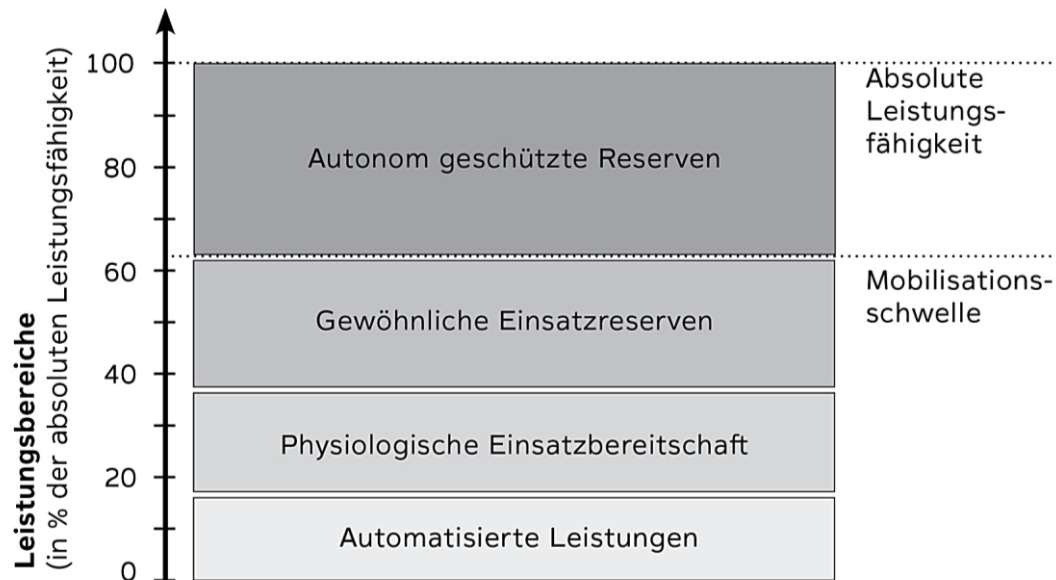 Leistungsbereiche
(in % der absoluten Leistungsfähigkeit)
100
80
60
40
20
0
Autonom geschützte Reserven
Gewöhnliche Einsatzreserven
Physiologische Einsatzbereitschaft
Automatisierte Leistungen
Absolute
Leistungs-
fähigkeit
Mobilisations-
schwelle